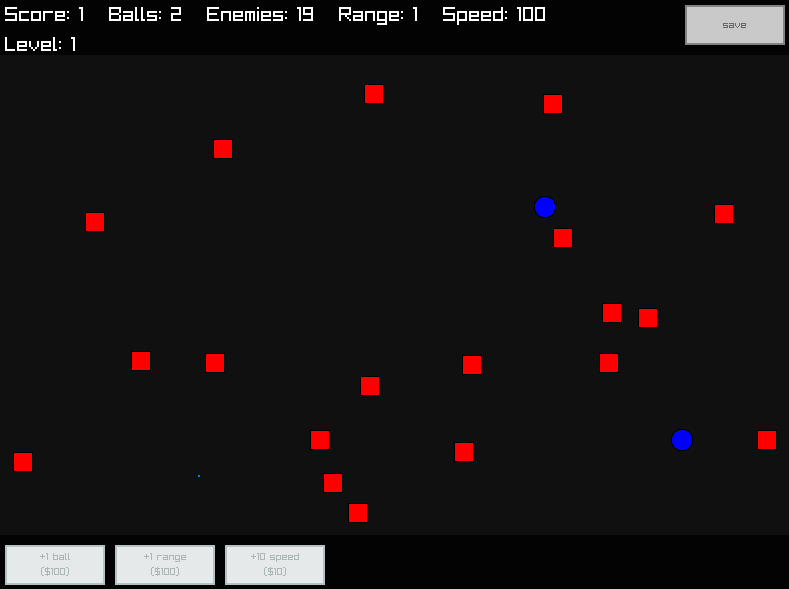 Score: 1 Balls: 2 Enemies: 19 Range: 1 Speed: 100
Level: 1
save
+1 ball
($100)
+1 range
($100)
+10 speed
($10)